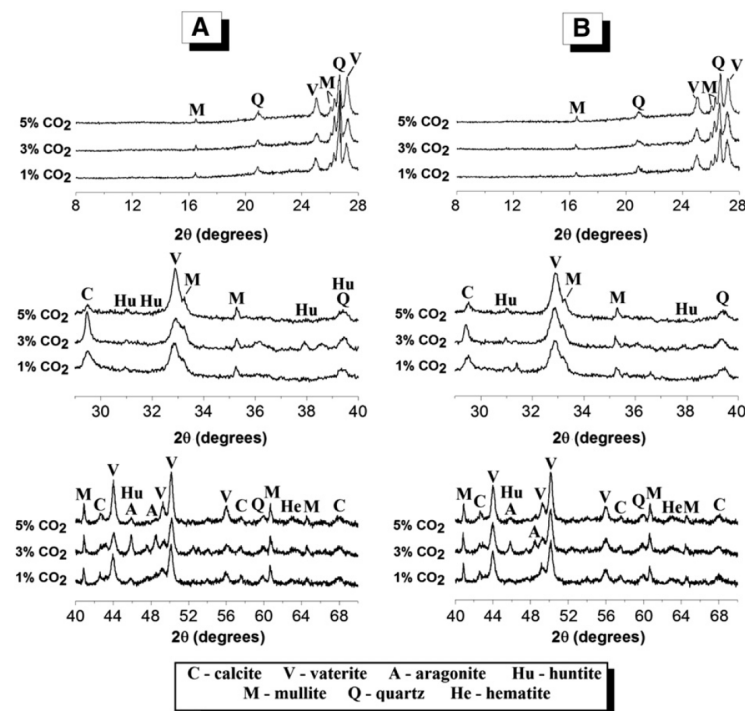 A B
Q V Q V
V M V M
M Q M Q
5% CO2 5% CO2
3% CO2 3% CO2
1% CO2 1% CO2
8 12 16 20 24 28 8 12 16 20 24 28
2θ (degrees) 2θ (degrees)
V V
C Hu Hu M M Hu Hu Q C Hu M M Hu Q
5% CO2 5% CO2
3% CO2 3% CO2
1% CO2 1% CO2
30 32 34 36 38 40 30 32 34 36 38 40
2θ (degrees) 2θ (degrees)
V V V V
M C Hu A A V V C Q M He M C M C Hu A V V C Q M He M C
5% CO2 5% CO2
3% CO2 A 3% CO2
1% CO2 1% CO2
40 44 48 52 56 60 64 68 40 44 48 52 56 60 64 68
2θ (degrees) 2θ (degrees)
C - calcite V - vaterite A - aragonite Hu - huntite
M - mullite Q - quartz He - hematite